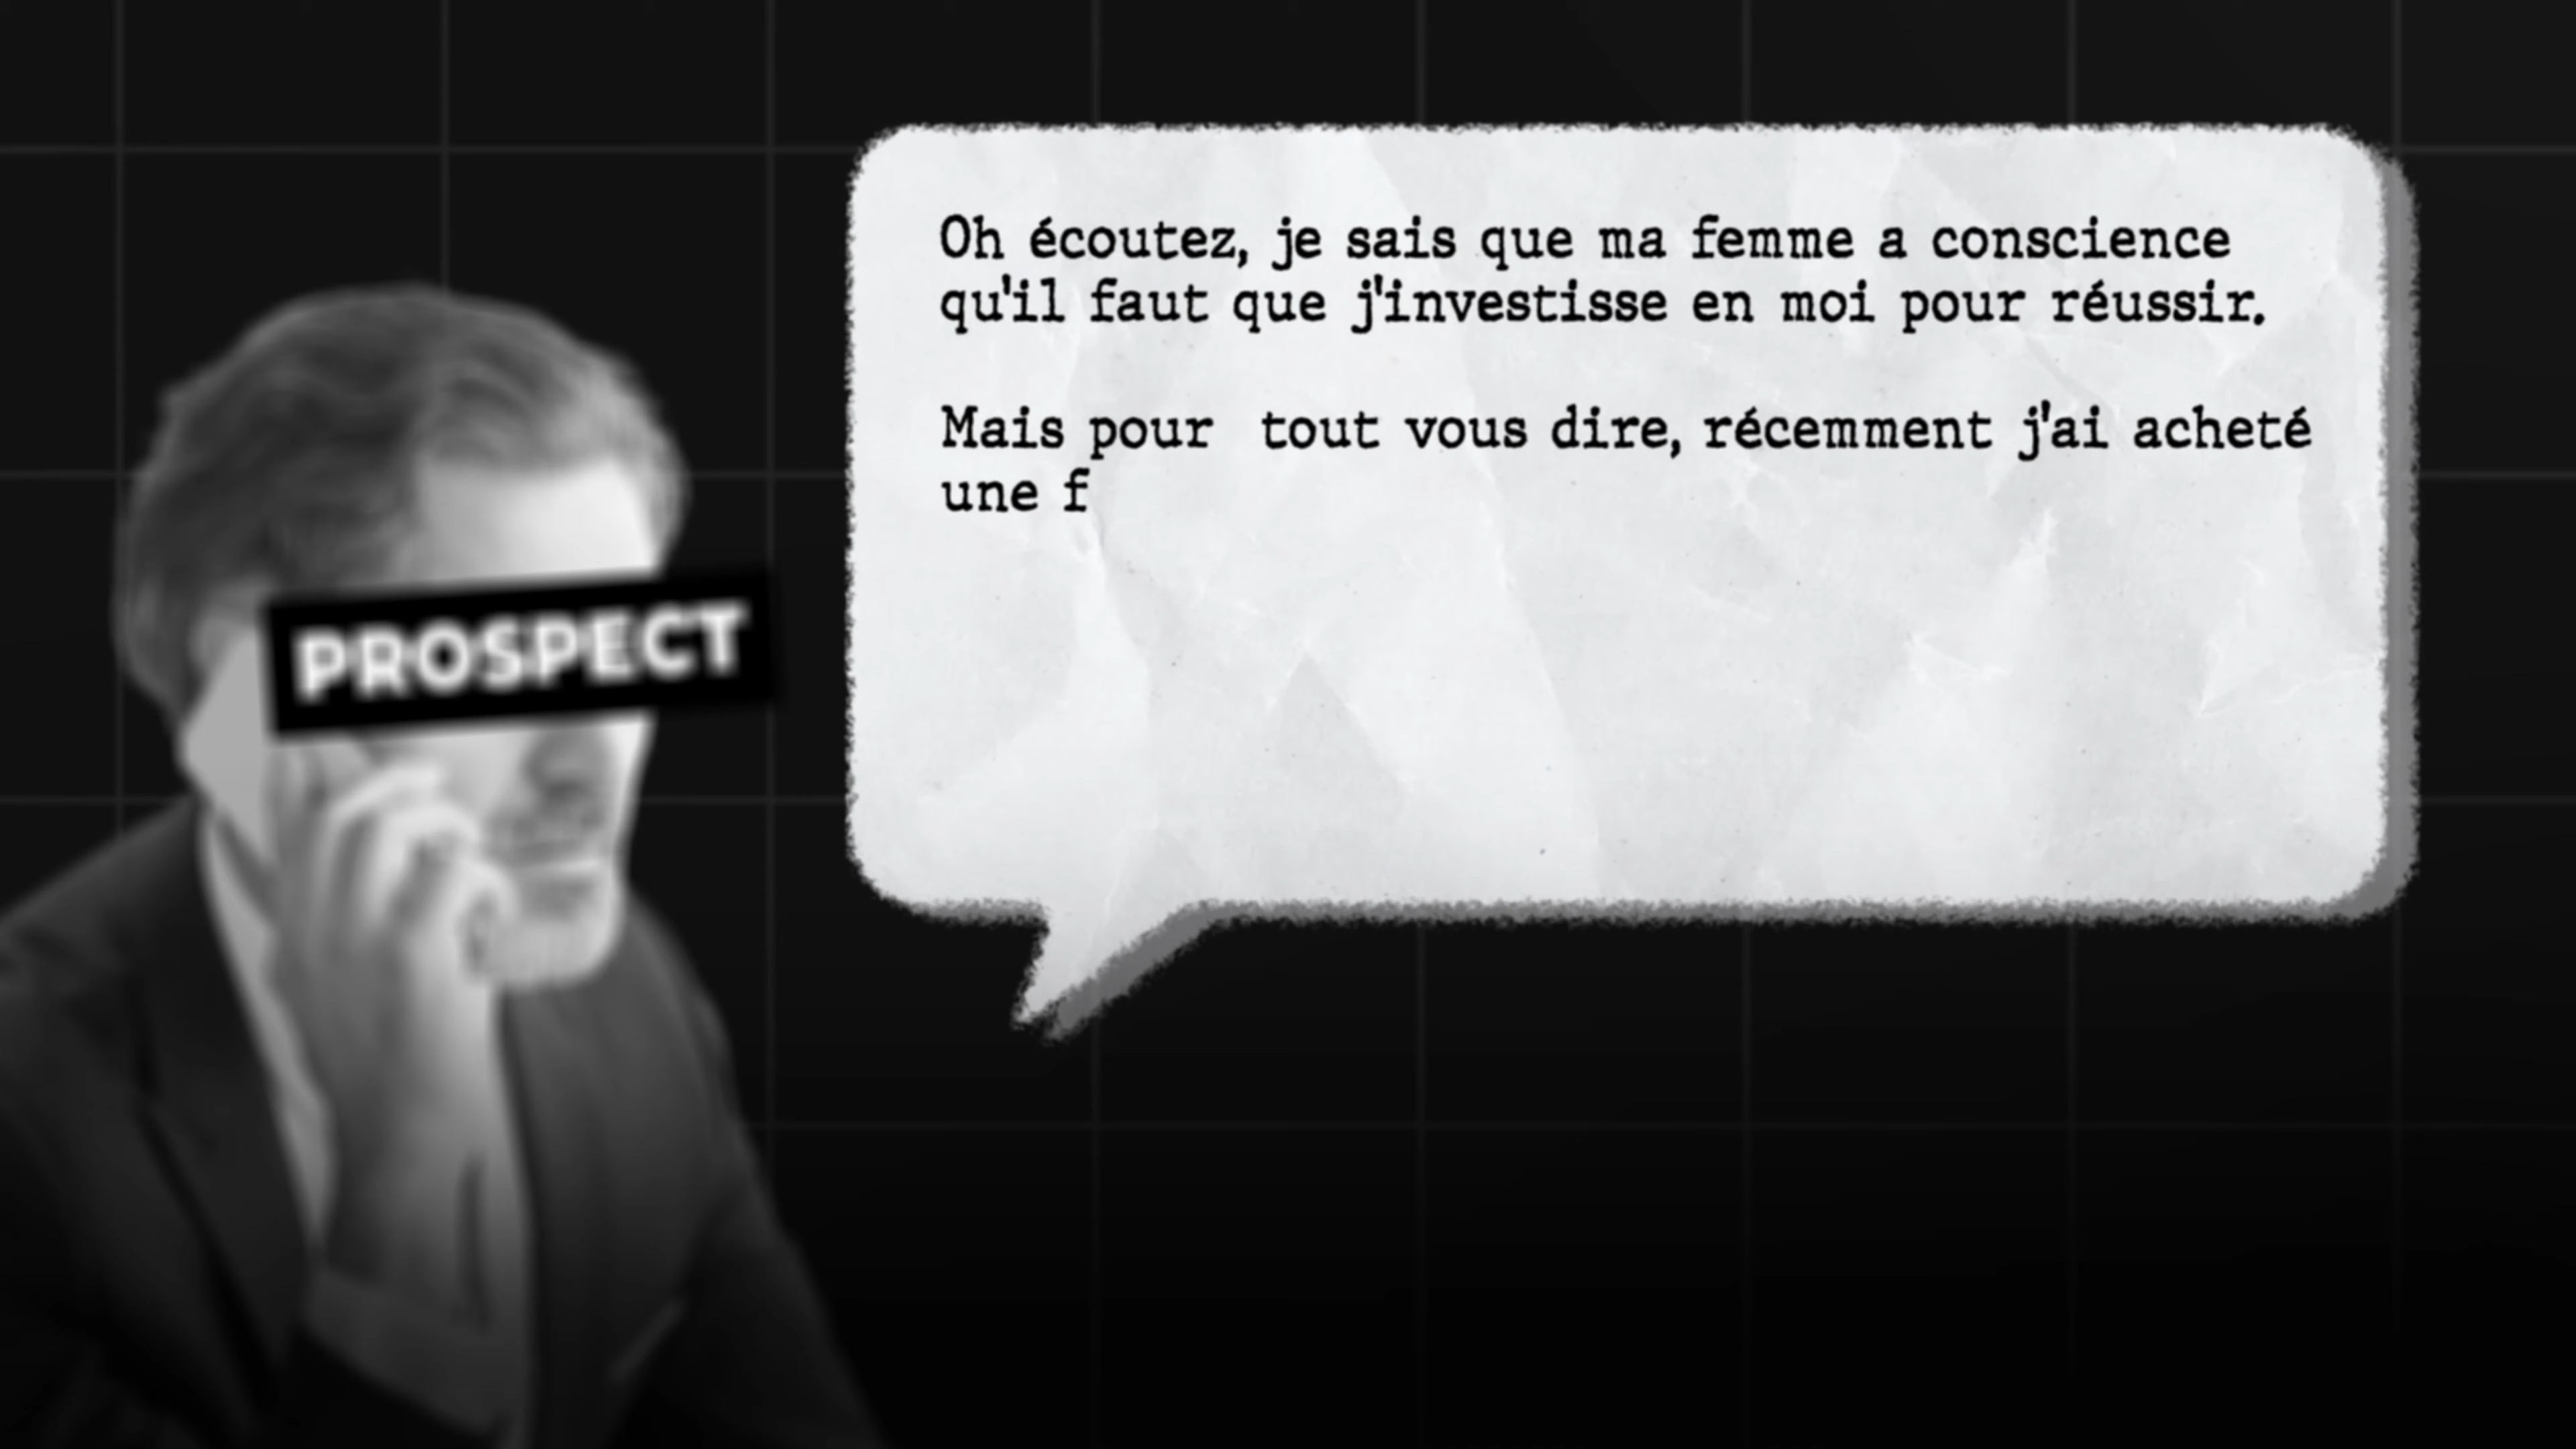 Oh écoutez, je sais que ma femme a conscience
qu'il faut que j'investisse en moi pour réussir.
Mais pour  tout vous dire, récemment j'ai acheté
une f
PROSPECT